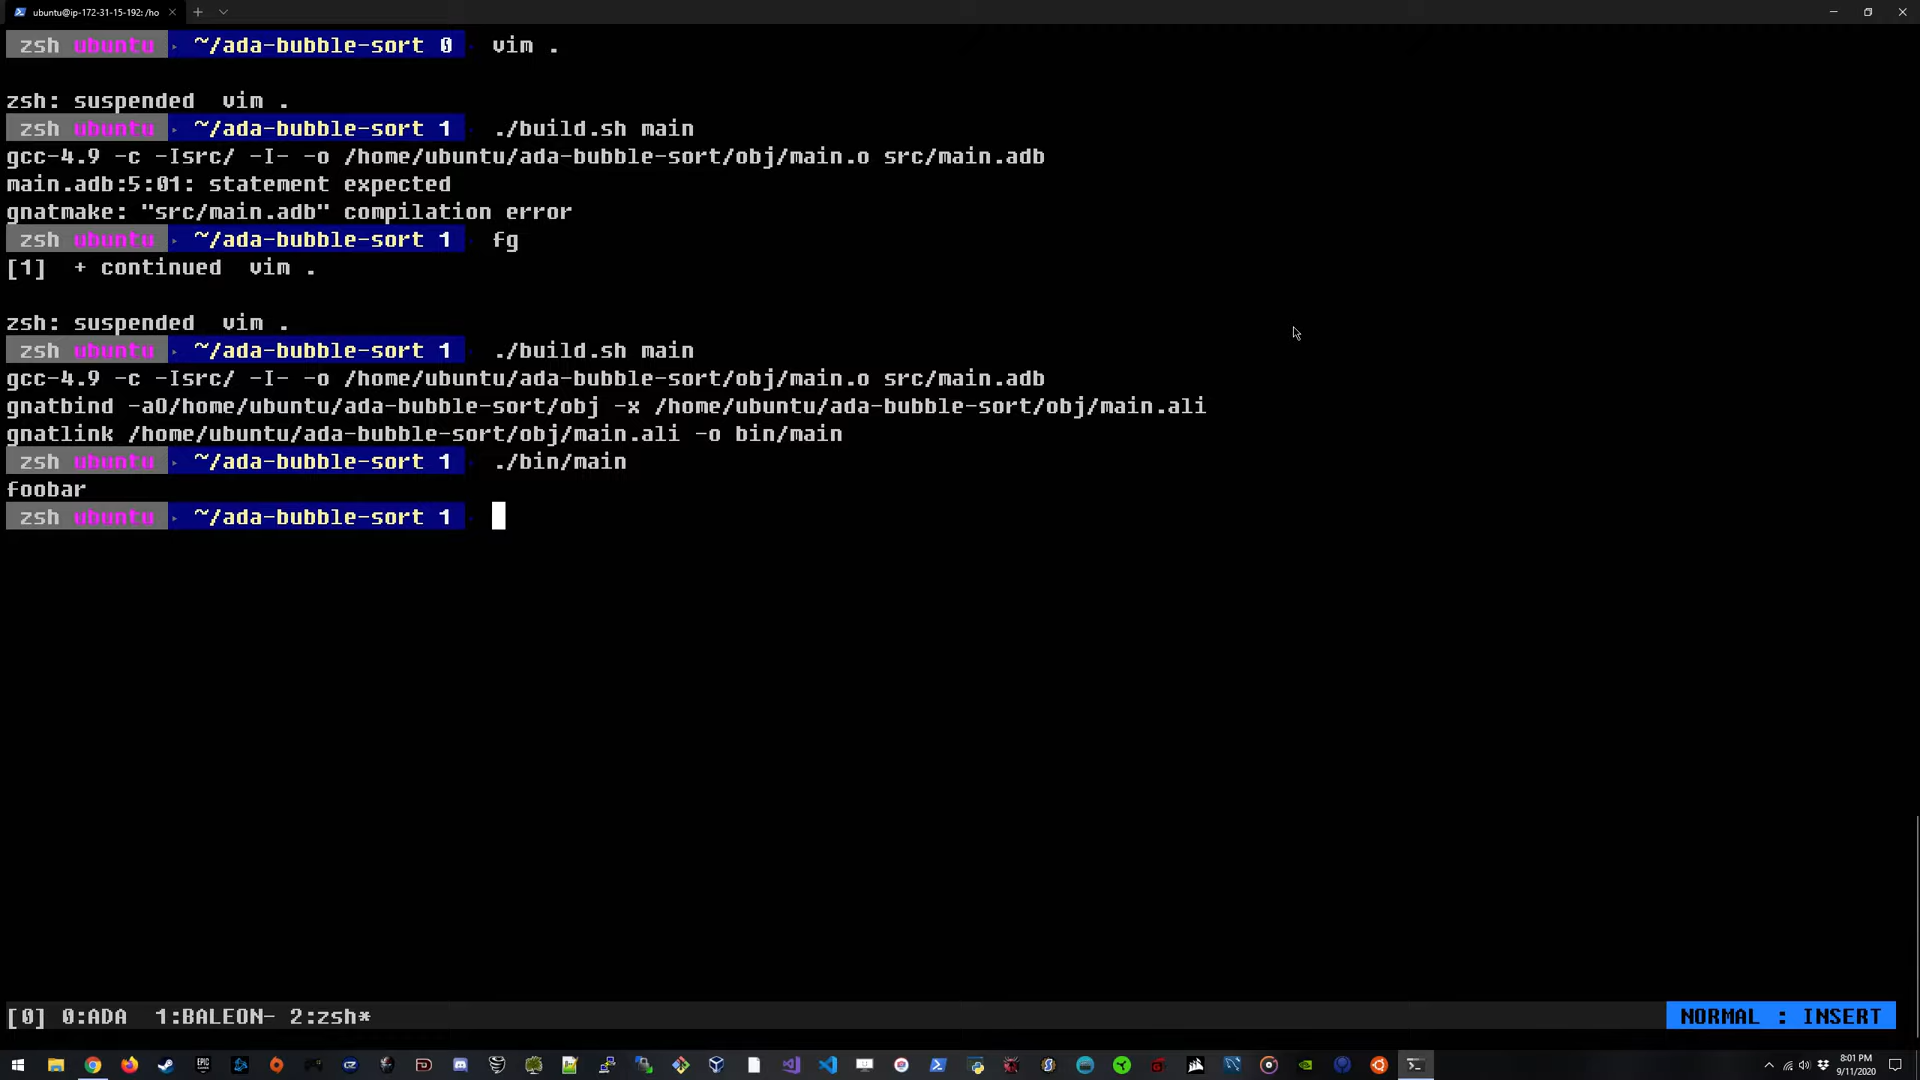 ubuntu@ip-172-31-15-192: /ho
zsh ubuntu ~/ada-bubble-sort 0 vim .
zsh: suspended  vim .
zsh ubuntu ~/ada-bubble-sort 1 ./build.sh main
gcc-4.9 -c -Isrc/ -I- -o /home/ubuntu/ada-bubble-sort/obj/main.o src/main.adb
main.adb:5:01: statement expected
gnatmake: "src/main.adb" compilation error
zsh ubuntu ~/ada-bubble-sort 1 fg
[1]  + continued  vim .
zsh: suspended  vim .
zsh ubuntu ~/ada-bubble-sort 1 ./build.sh main
gcc-4.9 -c -Isrc/ -I- -o /home/ubuntu/ada-bubble-sort/obj/main.o src/main.adb
gnatbind -aO/home/ubuntu/ada-bubble-sort/obj -x /home/ubuntu/ada-bubble-sort/obj/main.ali
gnatlink /home/ubuntu/ada-bubble-sort/obj/main.ali -o bin/main
zsh ubuntu ~/ada-bubble-sort 1 ./bin/main
foobar
zsh ubuntu ~/ada-bubble-sort 1
[0] 0:ADA  1:BALEON- 2:zsh* NORMAL : INSERT
EPIC GAMES
8:01 PM
9/11/2020